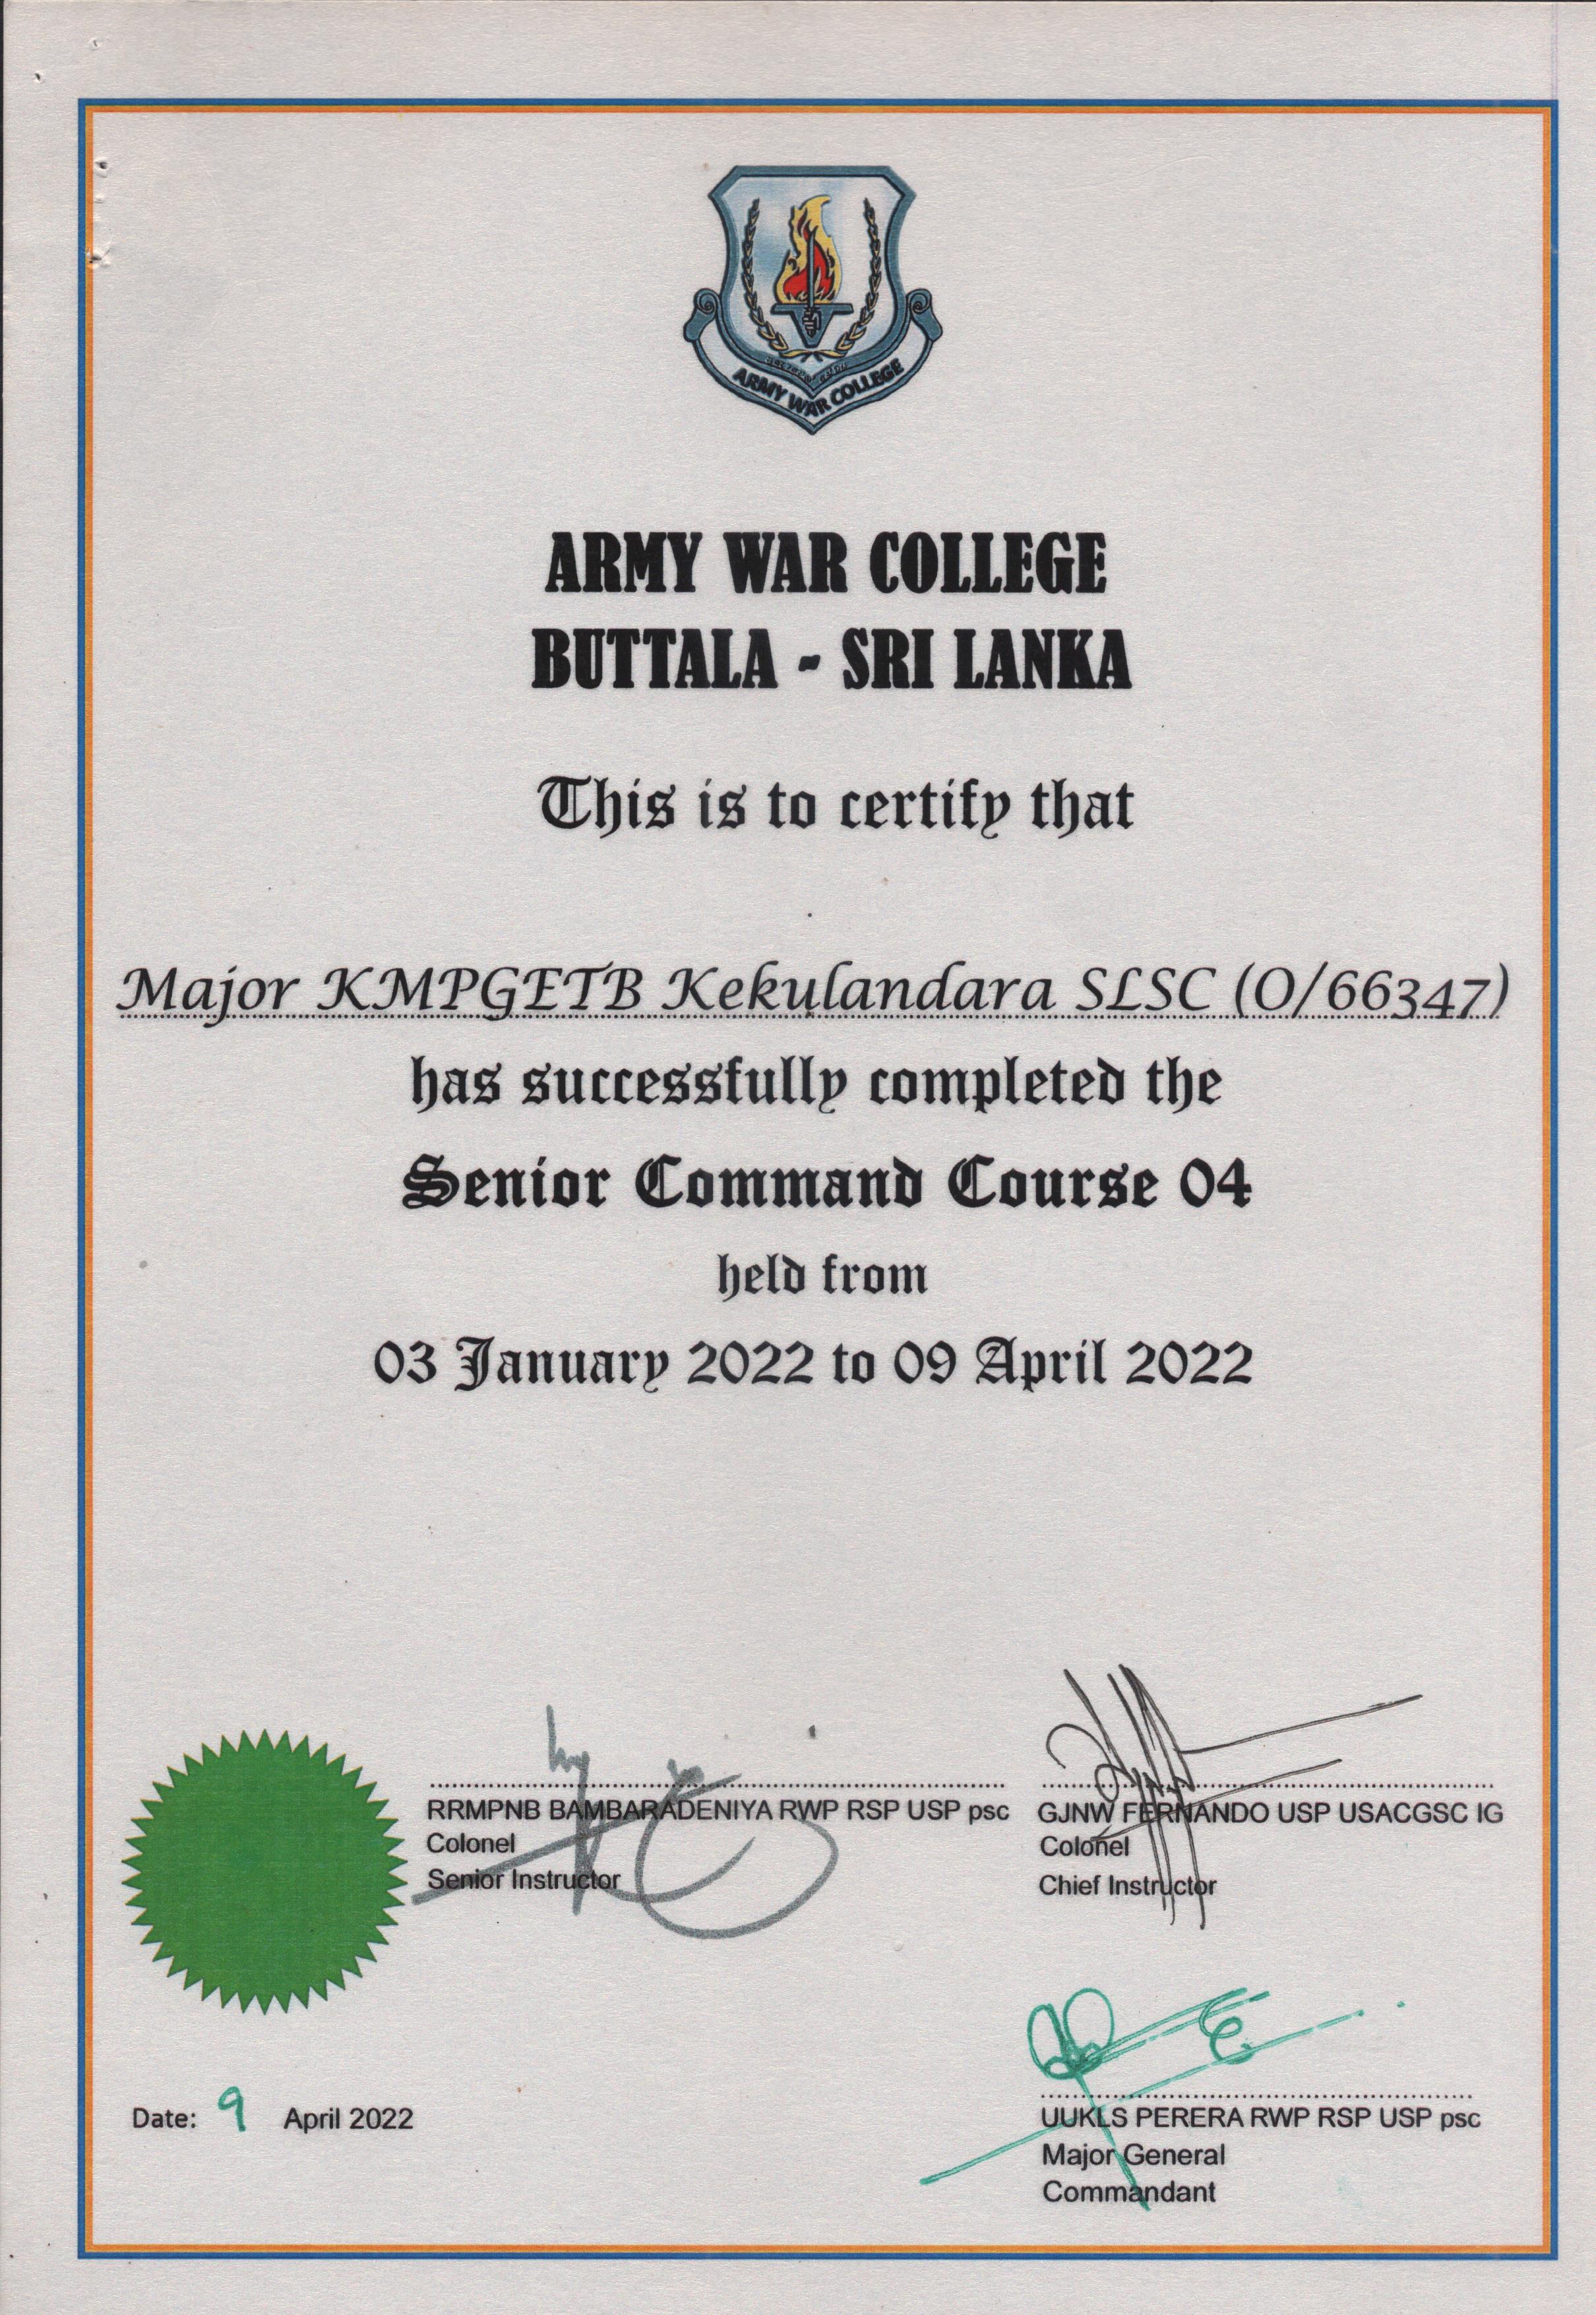 ARMY WAR COLLEGE
ARMY WAR COLLEGE
BUTTALA - SRI LANKA
This is to certify that
Major KMPGETB Kekulandara SLSC (O/66347)
has successfully completed the
Senior Command Course 04
held from
03 January 2022 to 09 April 2022
RRMPNB BAMBARADENIYA RWP RSP USP psc
Colonel
Senior Instructor
GJNW FERNANDO USP USACGSC IG
Colonel
Chief Instructor
Date: 9 April 2022
UUKLS PERERA RWP RSP USP psc
Major General
Commandant